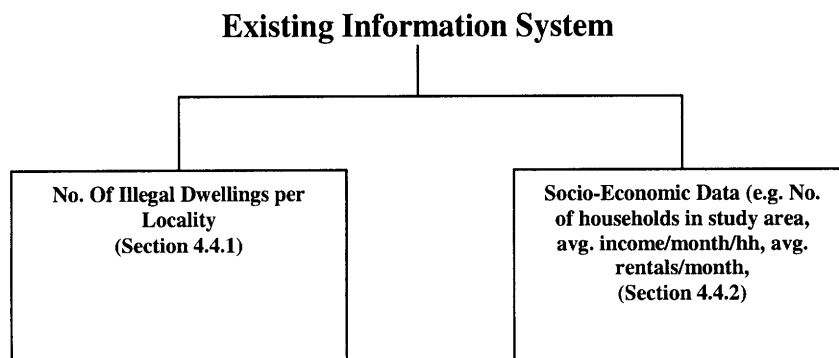 Existing Information System
No. Of Illegal Dwellings per
Locality
(Section 4.4.1)
Socio-Economic Data (e.g. No.
of households in study area,
avg. income/month/hh, avg.
rentals/month,
(Section 4.4.2)